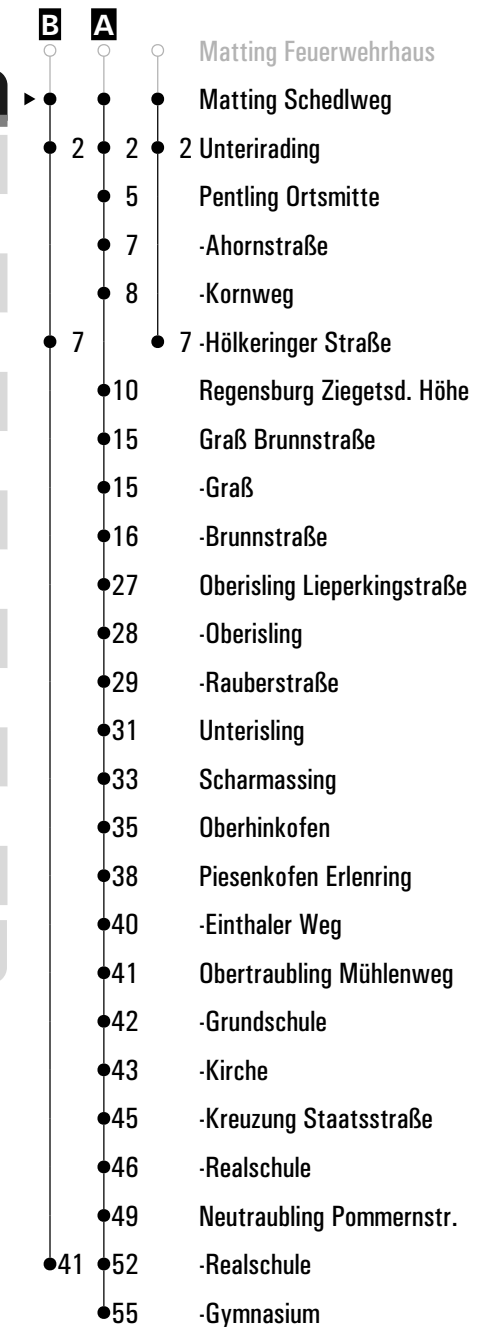 B A
Matting Feuerwehrhaus
Matting Schedlweg
2 2 2 Unterirading
5 Pentling Ortsmitte
7 -Ahornstraße
8 -Kornweg
7 7 -Hölkeringer Straße
10 Regensburg Ziegetsd. Höhe
15 Graß Brunnstraße
15 -Graß
16 -Brunnstraße
27 Oberisling Lieperkingstraße
28 -Oberisling
29 -Rauberstraße
31 Unterisling
33 Scharmassing
35 Oberhinkofen
38 Piesenkofen Erlenring
40 -Einthaler Weg
41 Obertraubling Mühlenweg
42 -Grundschule
43 -Kirche
45 -Kreuzung Staatsstraße
46 -Realschule
49 Neutraubling Pommernstr.
41 52 -Realschule
55 -Gymnasium